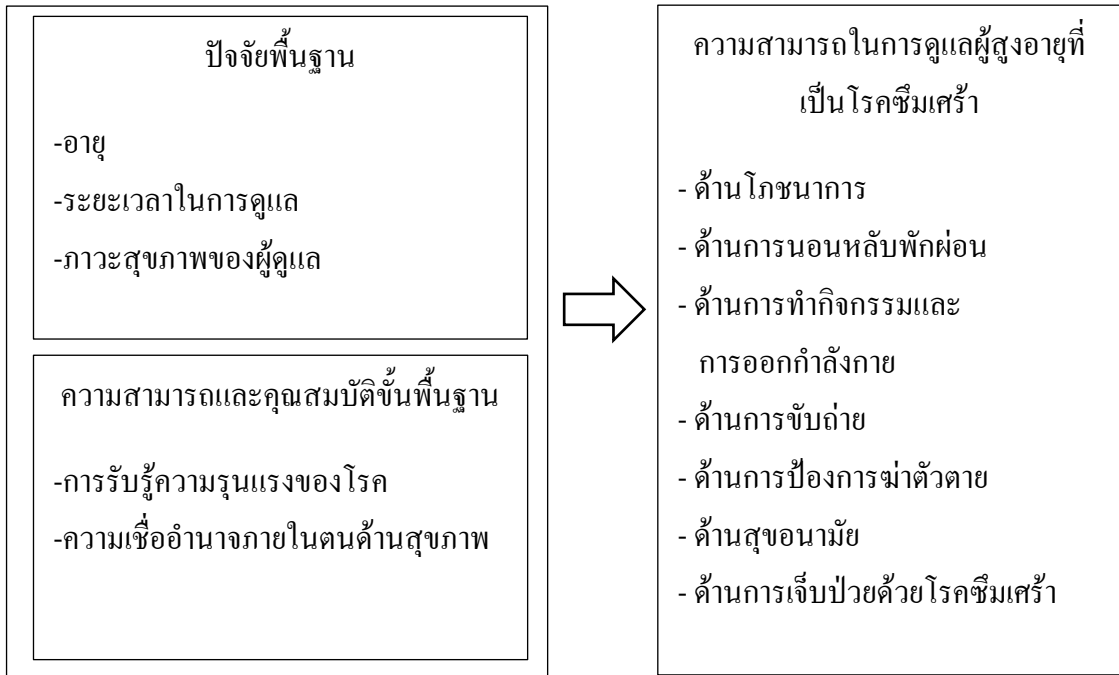 ปัจจัยพื้นฐาน
-อายุ
-ระยะเวลาในการดูแล
-ภาวะสุขภาพของผู้ดูแล
ความสามารถและคุณสมบัติขั้นพื้นฐาน
-การรับรู้ความรุนแรงของโรค
-ความเชื่ออำนาจภายในตนด้านสุขภาพ
ความสามารถในการดูแลผู้สูงอายุที่
เป็นโรคซึมเศร้า
- ด้านโภชนาการ
- ด้านการนอนหลับพักผ่อน
- ด้านการทำกิจกรรมและ
การออกกำลังกาย
- ด้านการขับถ่าย
- ด้านการป้องการฆ่าตัวตาย
- ด้านสุขอนามัย
- ด้านการเจ็บป่วยด้วยโรคซึมเศร้า